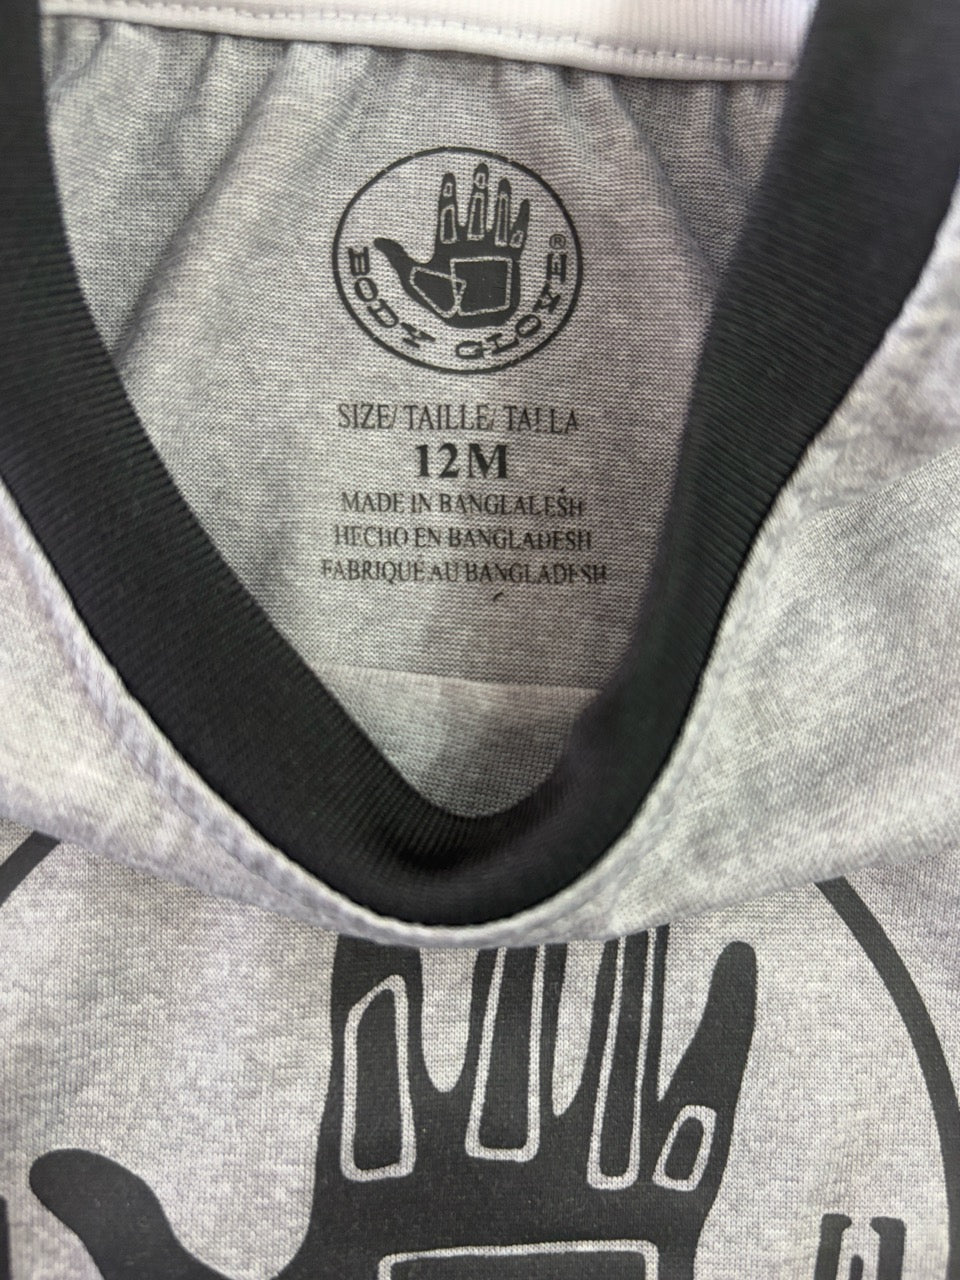 BODY GLOVE®
SIZE/TAILLE/TALLA
12M
MADE IN BANGLADESH
HECHO EN BANGLADESH
FABRIQUÉ AU BANGLADESH